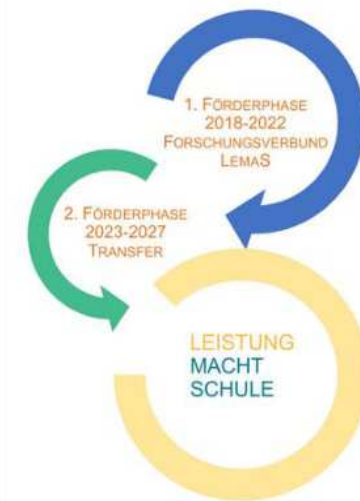 1. FÖRDERPHASE
2018-2022
FORSCHUNGSVERBUND
LEMAS
2. FÖRDERPHASE
2023-2027
TRANSFER
LEISTUNG
MACHT
SCHULE